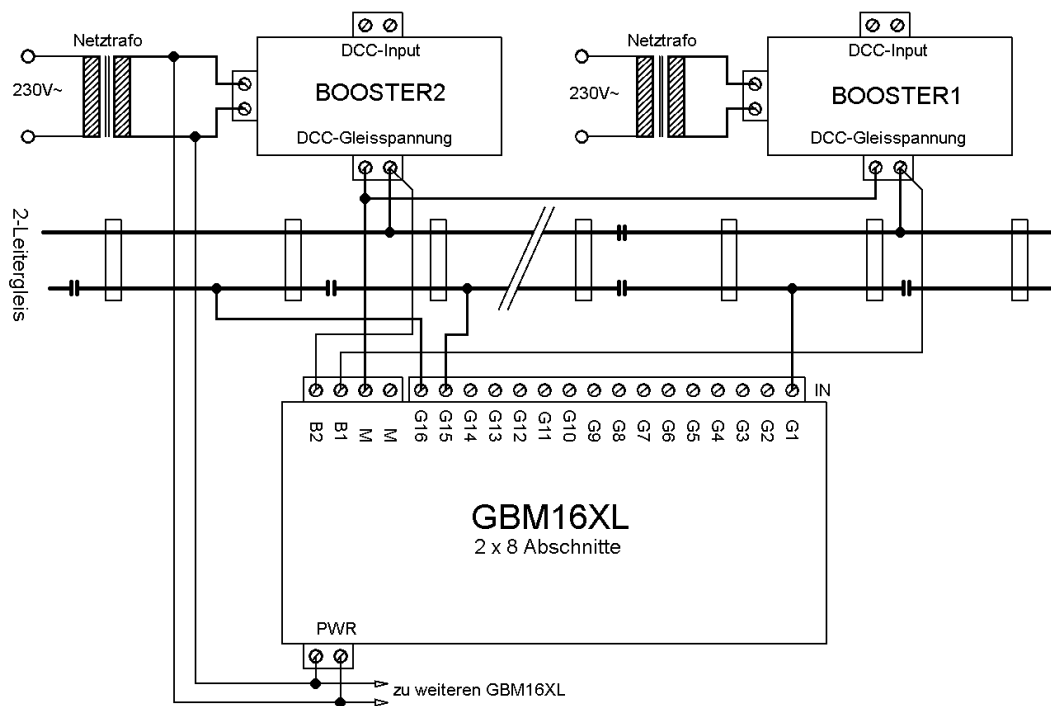 Netztrafo
230V~
DCC-Input
BOOSTER2
DCC-Gleisspannung
Netztrafo
230V~
DCC-Input
BOOSTER1
DCC-Gleisspannung
2-Leitergleis
IN
B2 B1 M M G16 G15 G14 G13 G12 G11 G10 G9 G8 G7 G6 G5 G4 G3 G2 G1
GBM16XL
2 x 8 Abschnitte
PWR
zu weiteren GBM16XL